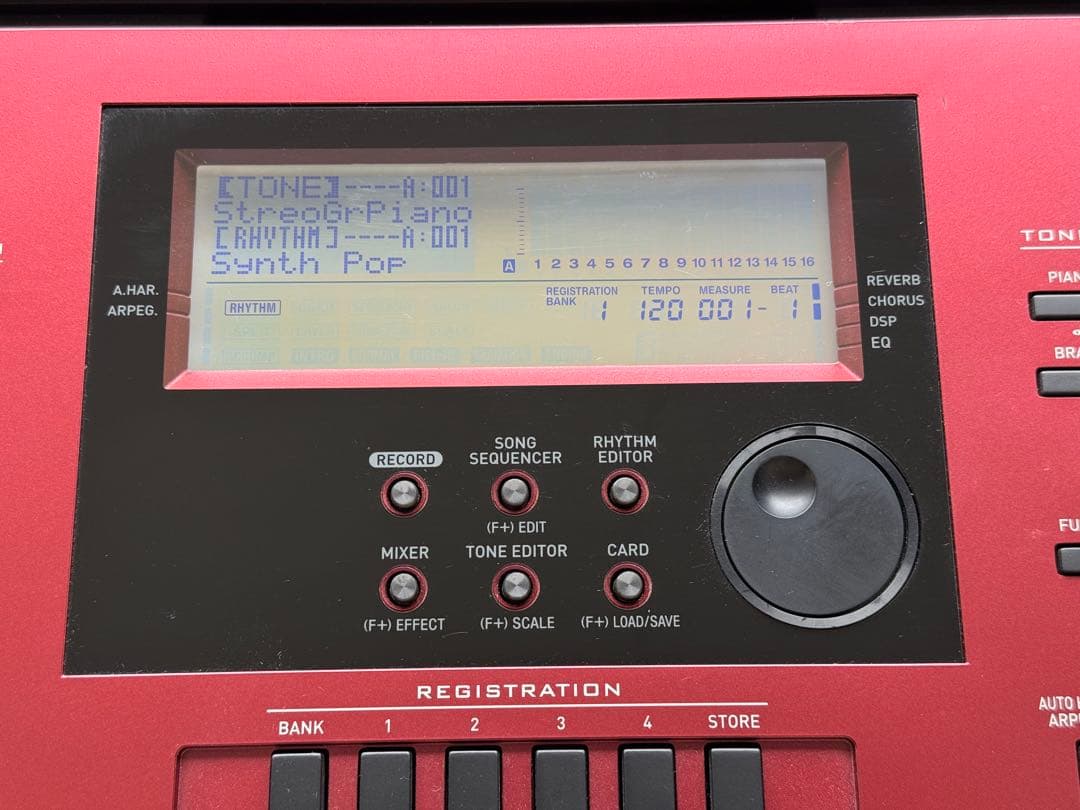 [TONE]----A:001
StreoGrPiano
[RHYTHM]----A:001
Synth Pop
A 1 2 3 4 5 6 7 8 9 10 11 12 13 14 15 16
RHYTHM
REGISTRATION BANK 1
TEMPO 120
MEASURE 001-
BEAT 1
A.HAR.
ARPEG.
REVERB
CHORUS
DSP
EQ
RECORD
SONG SEQUENCER
RHYTHM EDITOR
(F+) EDIT
MIXER
TONE EDITOR
CARD
(F+) EFFECT
(F+) SCALE
(F+) LOAD/SAVE
REGISTRATION
BANK 1 2 3 4 STORE